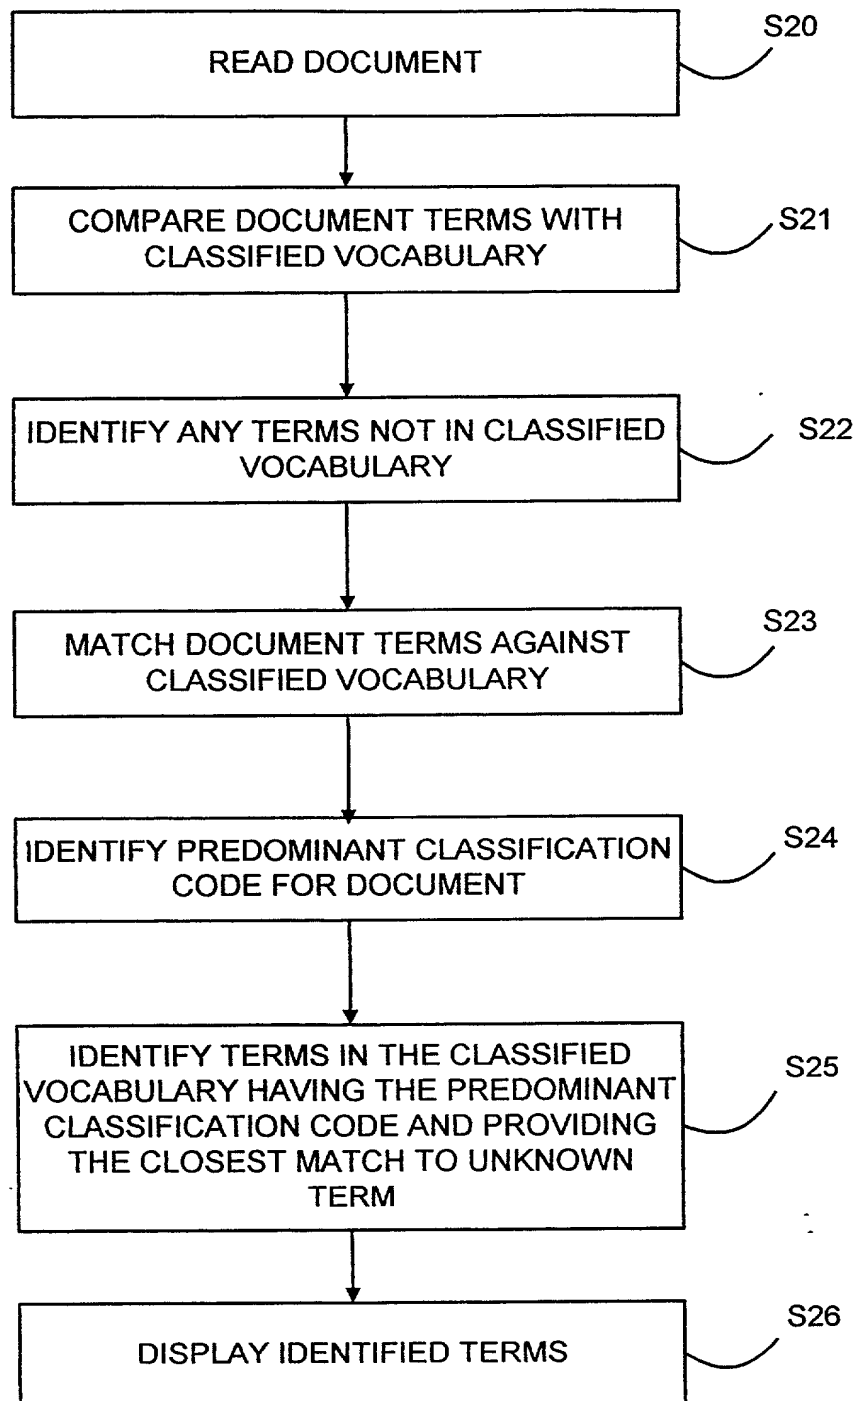 READ DOCUMENT
S20
COMPARE DOCUMENT TERMS WITH
CLASSIFIED VOCABULARY
S21
IDENTIFY ANY TERMS NOT IN CLASSIFIED
VOCABULARY
S22
MATCH DOCUMENT TERMS AGAINST
CLASSIFIED VOCABULARY
S23
IDENTIFY PREDOMINANT CLASSIFICATION
CODE FOR DOCUMENT
S24
IDENTIFY TERMS IN THE CLASSIFIED
VOCABULARY HAVING THE PREDOMINANT
CLASSIFICATION CODE AND PROVIDING
THE CLOSEST MATCH TO UNKNOWN
TERM
S25
DISPLAY IDENTIFIED TERMS
S26